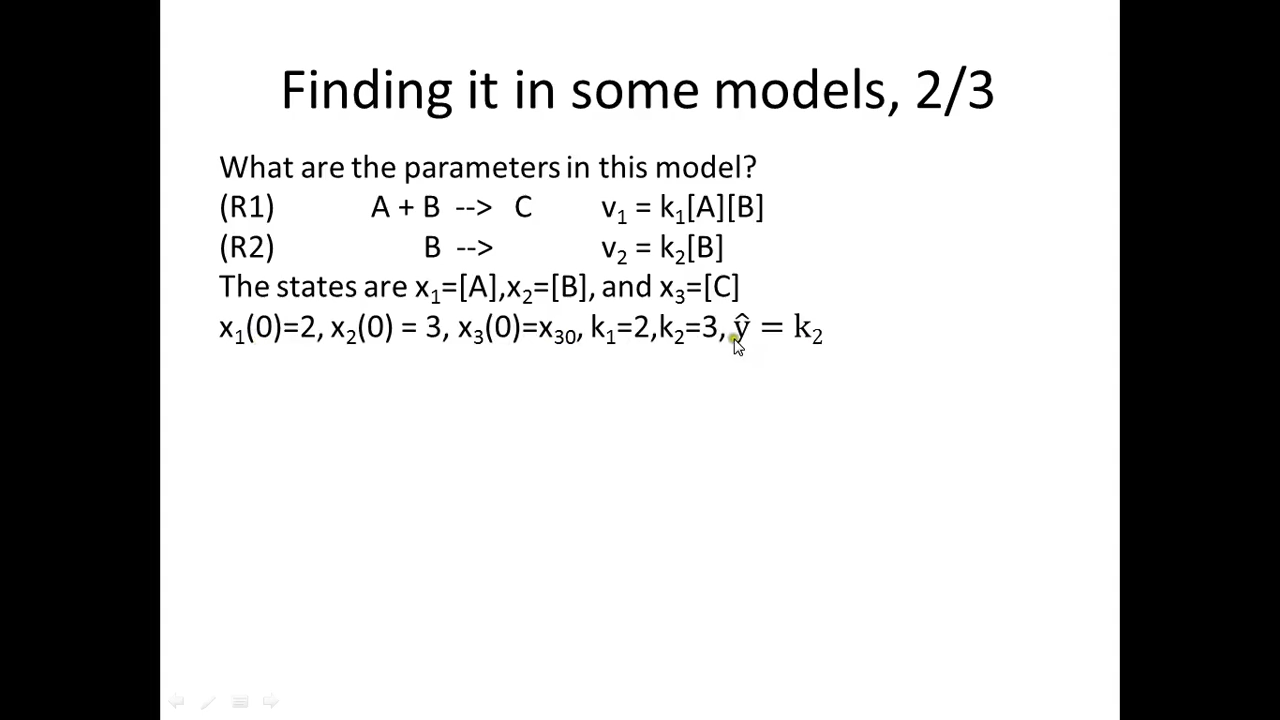 Finding it in some models, 2/3
What are the parameters in this model?
(R1) A + B --> C v₁ = k₁[A][B]
(R2) B --> v₂ = k₂[B]
The states are x₁=[A],x₂=[B], and x₃=[C]
x₁(0)=2, x₂(0) = 3, x₃(0)=x₃₀, k₁=2,k₂=3, ŷ = k₂